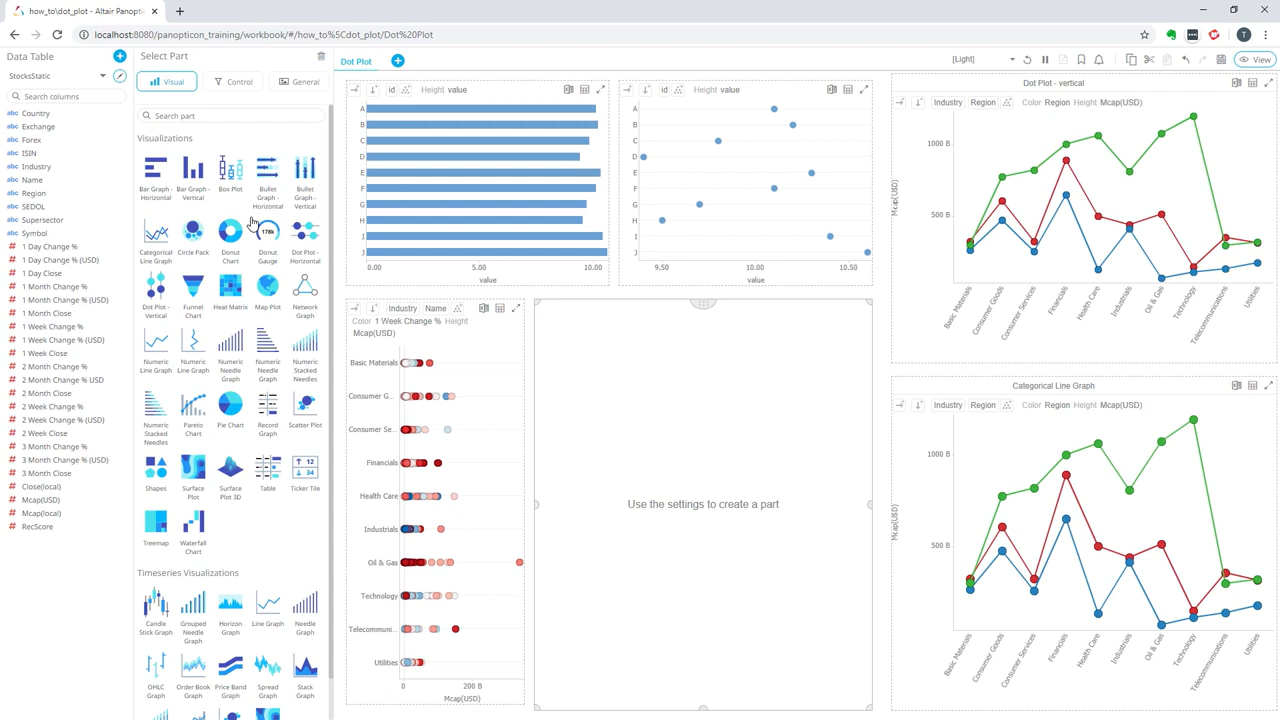 how_to\dot_plot - Altair Panoptic
localhost:8080/panopticon_training/workbook/#/how_to%5Cdot_plot/Dot%20Plot
T
Data Table
StocksStatic
Search columns
abc Country
abc Exchange
abc Forex
abc ISIN
abc Industry
abc Name
abc Region
abc SEDOL
abc Supersector
abc Symbol
# 1 Day Change %
# 1 Day Change % (USD)
# 1 Day Close
# 1 Month Change %
# 1 Month Change % (USD)
# 1 Month Close
# 1 Week Change %
# 1 Week Change % (USD)
# 1 Week Close
# 2 Month Change %
# 2 Month Change % USD
# 2 Month Close
# 2 Week Change %
# 2 Week Change % (USD)
# 2 Week Close
# 3 Month Change %
# 3 Month Change % (USD)
# 3 Month Close
# Close(local)
# Mcap(USD)
# Mcap(local)
# RecScore
Select Part
Visual
Control
General
Search part
Visualizations
Bar Graph - Horizontal
Bar Graph - Vertical
Box Plot
Bullet Graph - Horizontal
Bullet Graph - Vertical
Categorical Line Graph
Circle Pack
Donut Chart
178k
Donut Gauge
Dot Plot - Horizontal
Dot Plot - Vertical
Funnel Chart
Heat Matrix
Map Plot
Network Graph
Numeric Line Graph
Numeric Line Graph
Numeric Needle Graph
Numeric Needle Graph
Numeric Stacked Needles
Numeric Stacked Needles
Pareto Chart
Pie Chart
Record Graph
Scatter Plot
Shapes
Surface Plot
Surface Plot 3D
Table
12
34
Ticker Tile
Treemap
Waterfall Chart
Timeseries Visualizations
Candle Stick Graph
Grouped Needle Graph
Horizon Graph
Line Graph
Needle Graph
OHLC Graph
Order Book Graph
Price Band Graph
Spread Graph
Stack Graph
Dot Plot
[Light]
View
id
Height value
A
B
C
D
E
F
G
H
I
J
0.00
5.00
10.00
value
id
Height value
A
B
C
D
E
F
G
H
I
J
9.50
10.00
10.50
value
Industry Name
Color 1 Week Change % Height
Mcap(USD)
Basic Materials
Consumer G...
Consumer Se...
Financials
Health Care
Industrials
Oil & Gas
Technology
Telecommuni...
Utilities
0
200 B
Mcap(USD)
Use the settings to create a part
Dot Plot - vertical
Industry Region Color Region Height Mcap(USD)
1000 B
500 B
Mcap(USD)
Basic Materials
Consumer Goods
Consumer Services
Financials
Health Care
Industrials
Oil & Gas
Technology
Telecommunications
Utilities
Categorical Line Graph
Industry Region Color Region Height Mcap(USD)
1000 B
500 B
Mcap(USD)
Basic Materials
Consumer Goods
Consumer Services
Financials
Health Care
Industrials
Oil & Gas
Technology
Telecommunications
Utilities